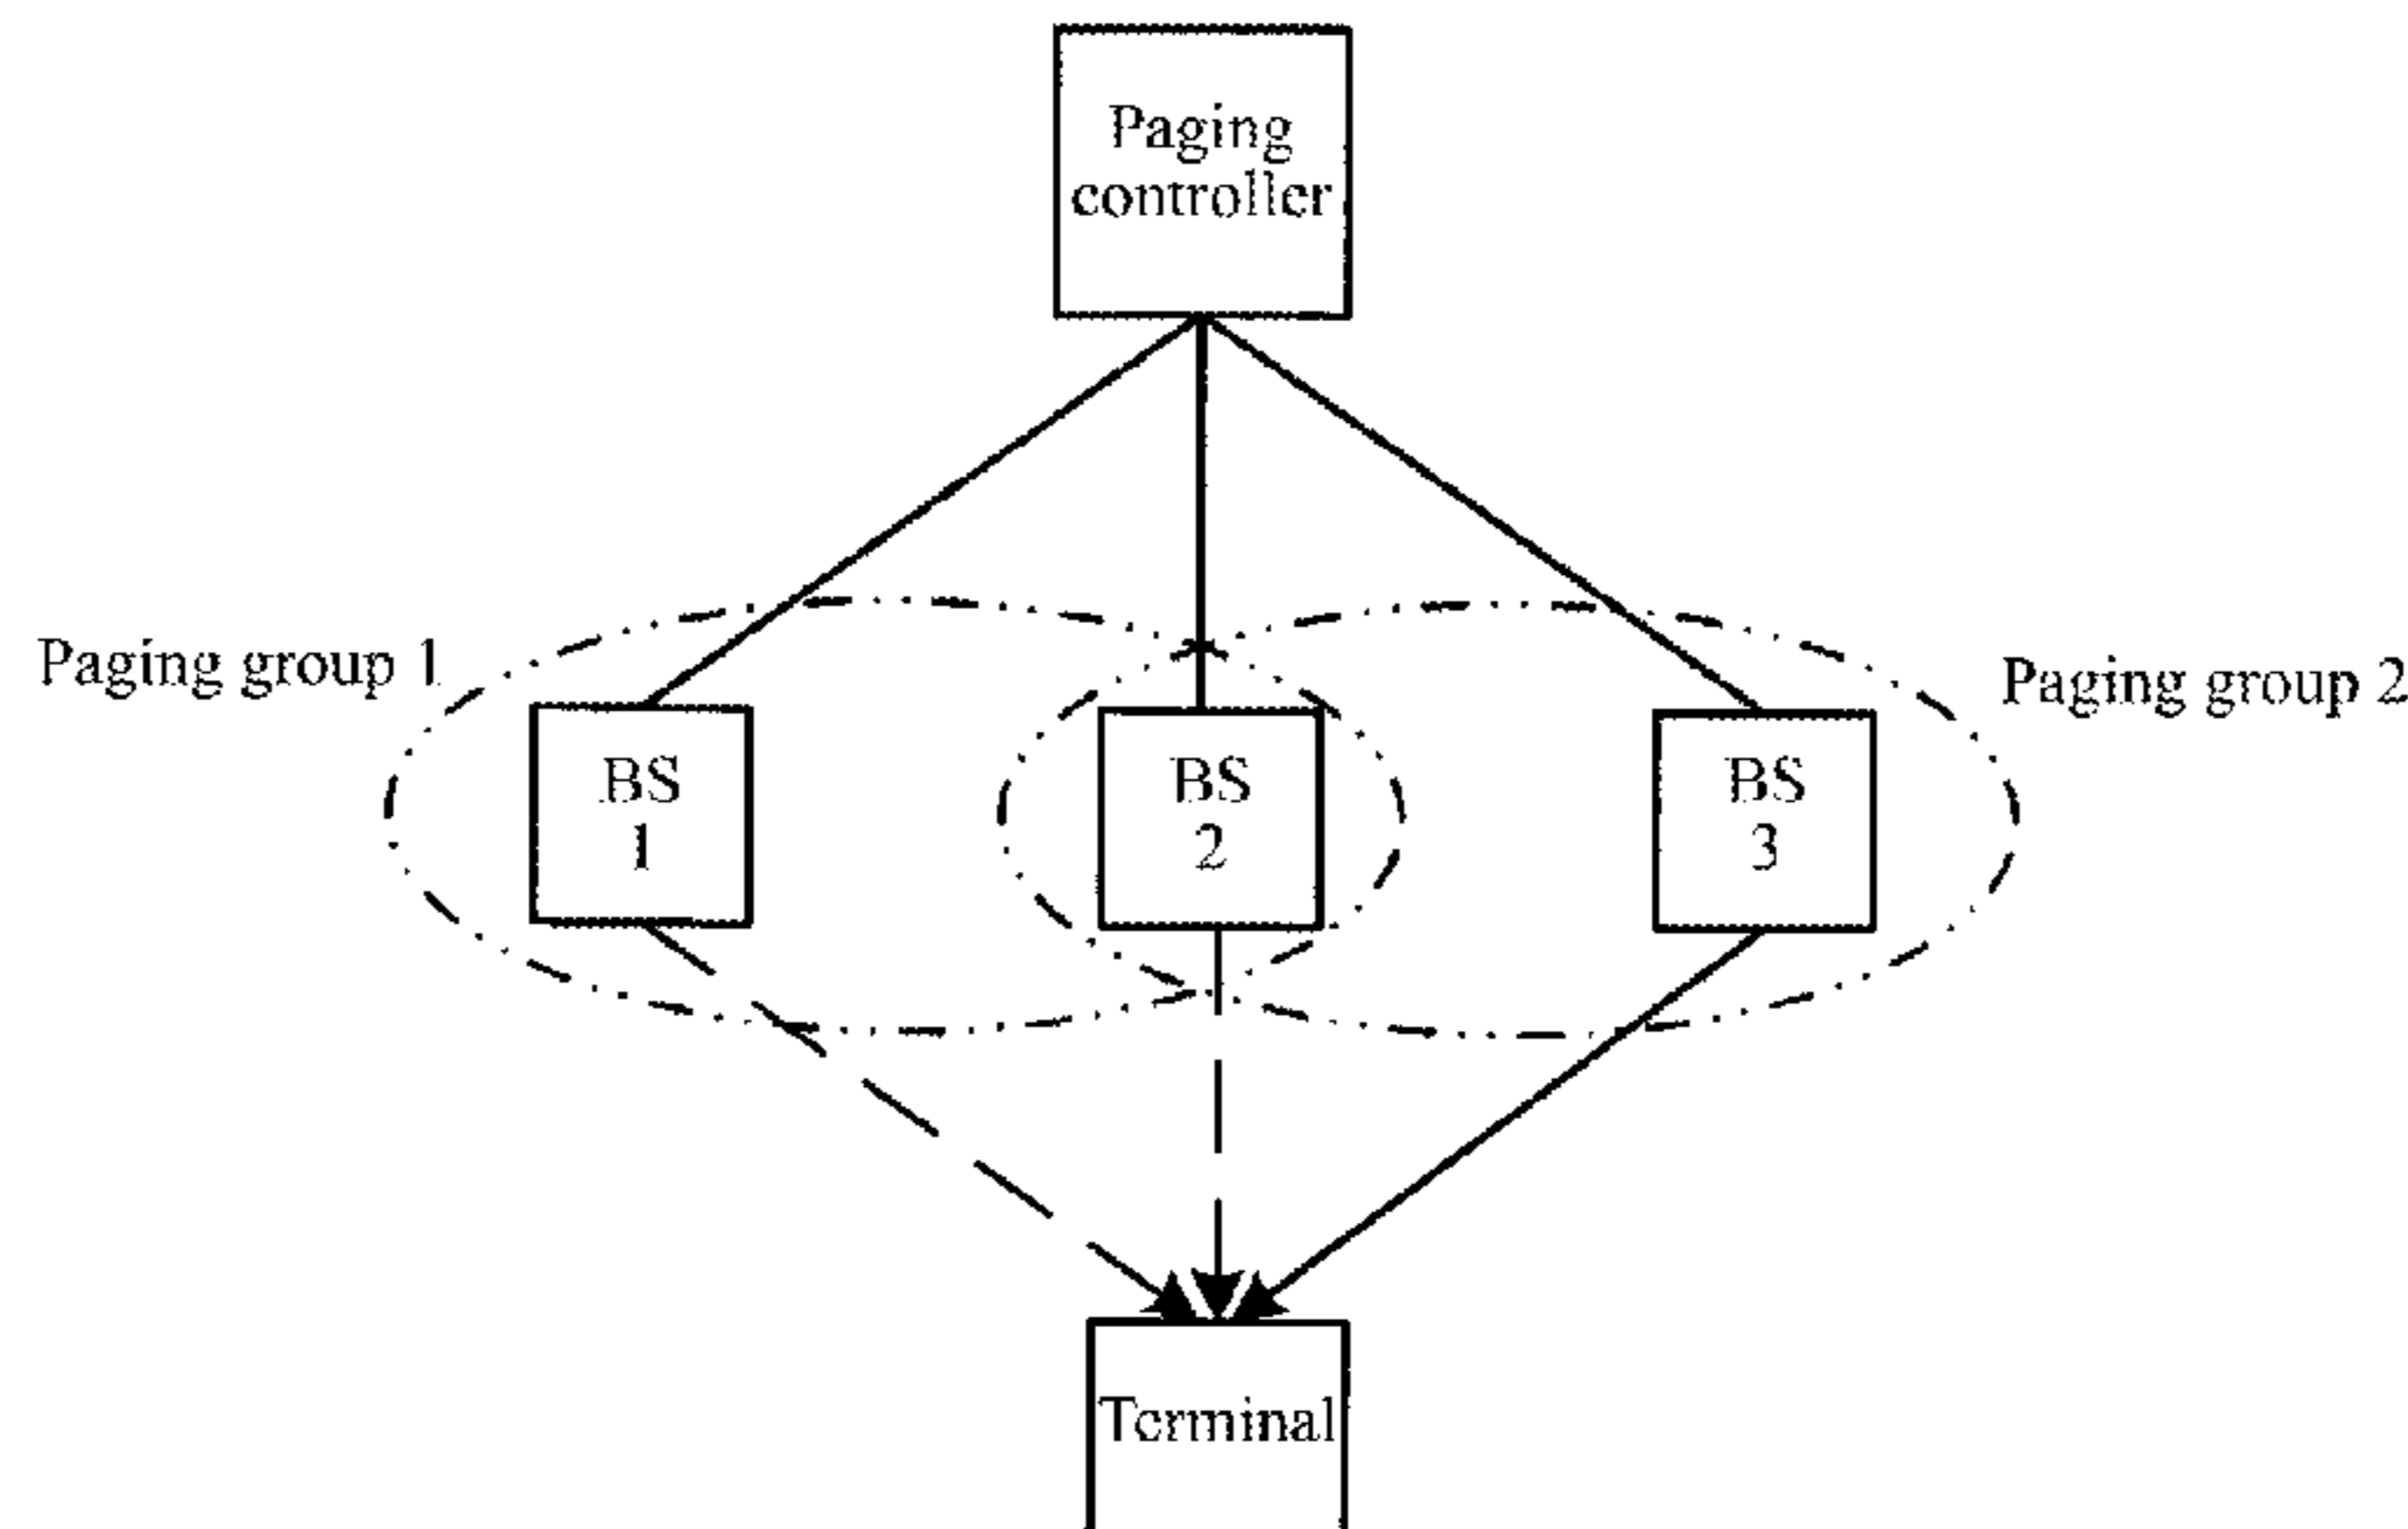 Paging
controller
Paging group 1
Paging group 2
BS
1
BS
2
BS
3
Terminal